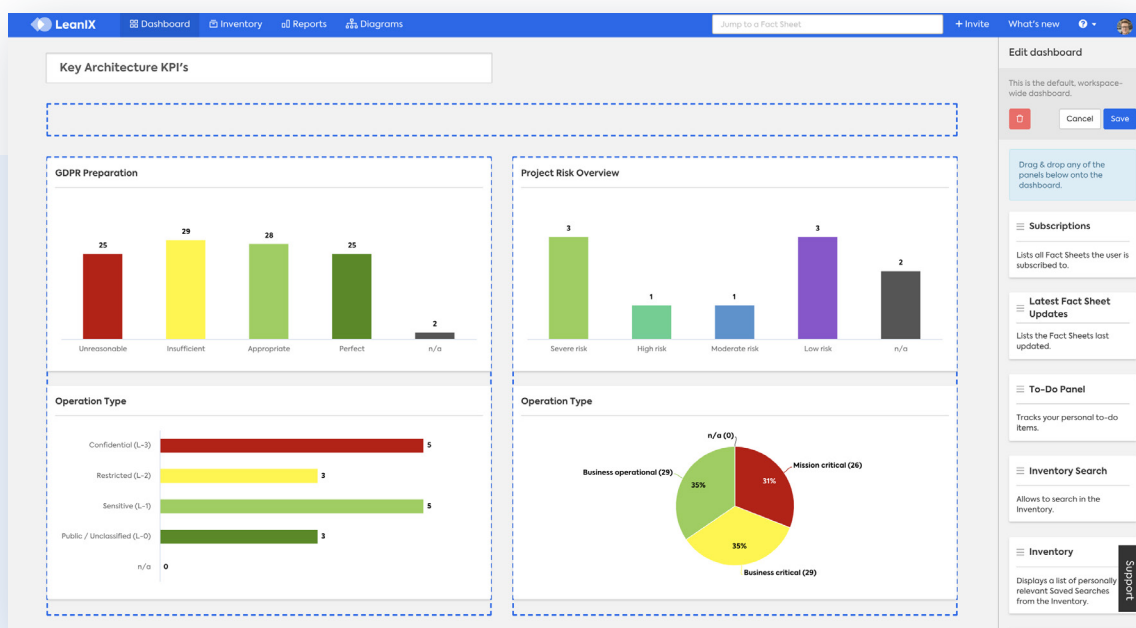 LeanIX
Dashboard
Inventory
Reports
Diagrams
Jump to a Fact Sheet
+ Invite
What's new
?
Key Architecture KPI's
GDPR Preparation
25
29
28
25
2
Unreasonable
Insufficient
Appropriate
Perfect
n/a
Project Risk Overview
3
1
1
3
2
Severe risk
High risk
Moderate risk
Low risk
n/a
Operation Type
Confidential (L-3)
5
Restricted (L-2)
3
Sensitive (L-1)
5
Public / Unclassified (L-0)
3
n/a
0
Operation Type
n/a (0)
Mission critical (26)
Business operational (29)
31%
35%
35%
Business critical (29)
Edit dashboard
This is the default, workspace-
wide dashboard.
Cancel
Save
Drag & drop any of the
panels below onto the
dashboard.
Subscriptions
Lists all Fact Sheets the user is
subscribed to.
Latest Fact Sheet
Updates
Lists the Fact Sheets last
updated.
To-Do Panel
Tracks your personal to-do
items.
Inventory Search
Allows to search in the
Inventory.
Inventory
Displays a list of personally
relevant Saved Searches
from the Inventory.
Support